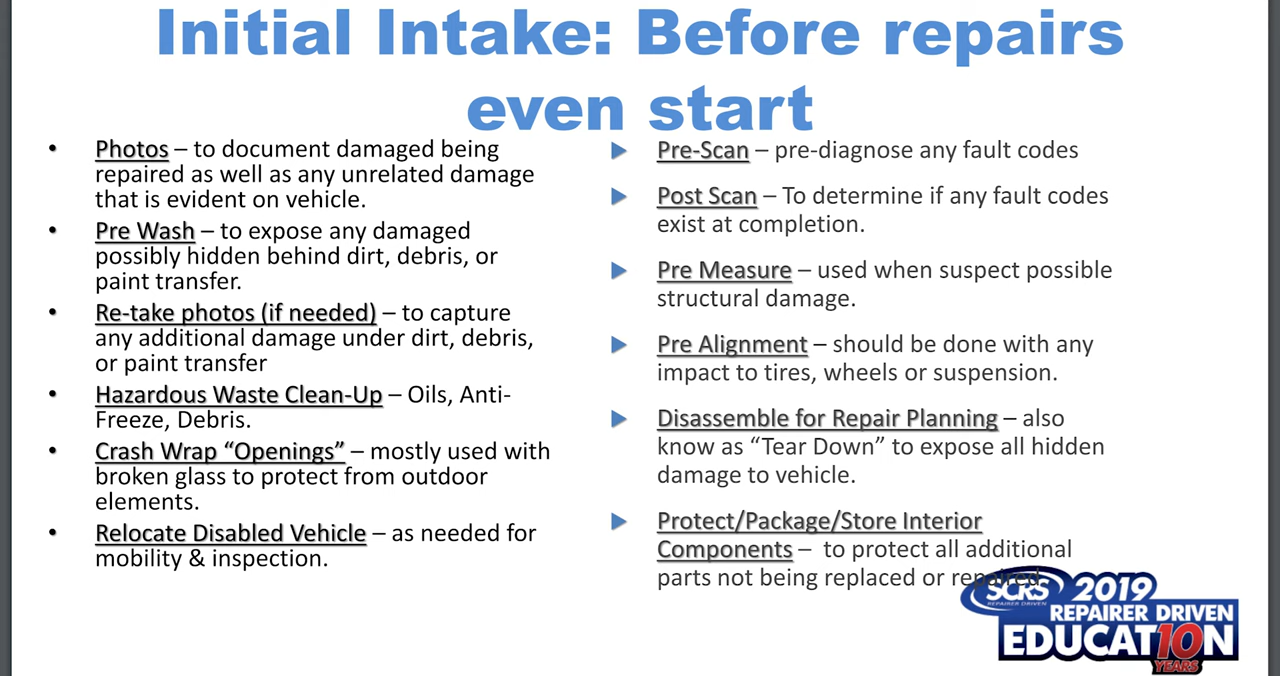 Initial Intake: Before repairs
even start
• Photos – to document damaged being
repaired as well as any unrelated damage
that is evident on vehicle.
• Pre Wash – to expose any damaged
possibly hidden behind dirt, debris, or
paint transfer.
• Re-take photos (if needed) – to capture
any additional damage under dirt, debris,
or paint transfer
• Hazardous Waste Clean-Up – Oils, Anti-
Freeze, Debris.
• Crash Wrap “Openings” – mostly used with
broken glass to protect from outdoor
elements.
• Relocate Disabled Vehicle – as needed for
mobility & inspection.
Pre-Scan – pre-diagnose any fault codes
Post Scan – To determine if any fault codes
exist at completion.
Pre Measure – used when suspect possible
structural damage.
Pre Alignment – should be done with any
impact to tires, wheels or suspension.
Disassemble for Repair Planning – also
know as “Tear Down” to expose all hidden
damage to vehicle.
Protect/Package/Store Interior
Components – to protect all additional
parts not being replaced or repaired.
SCRS 2019
REPAIRER DRIVEN
REPAIRER DRIVEN
EDUCAT10N
YEARS